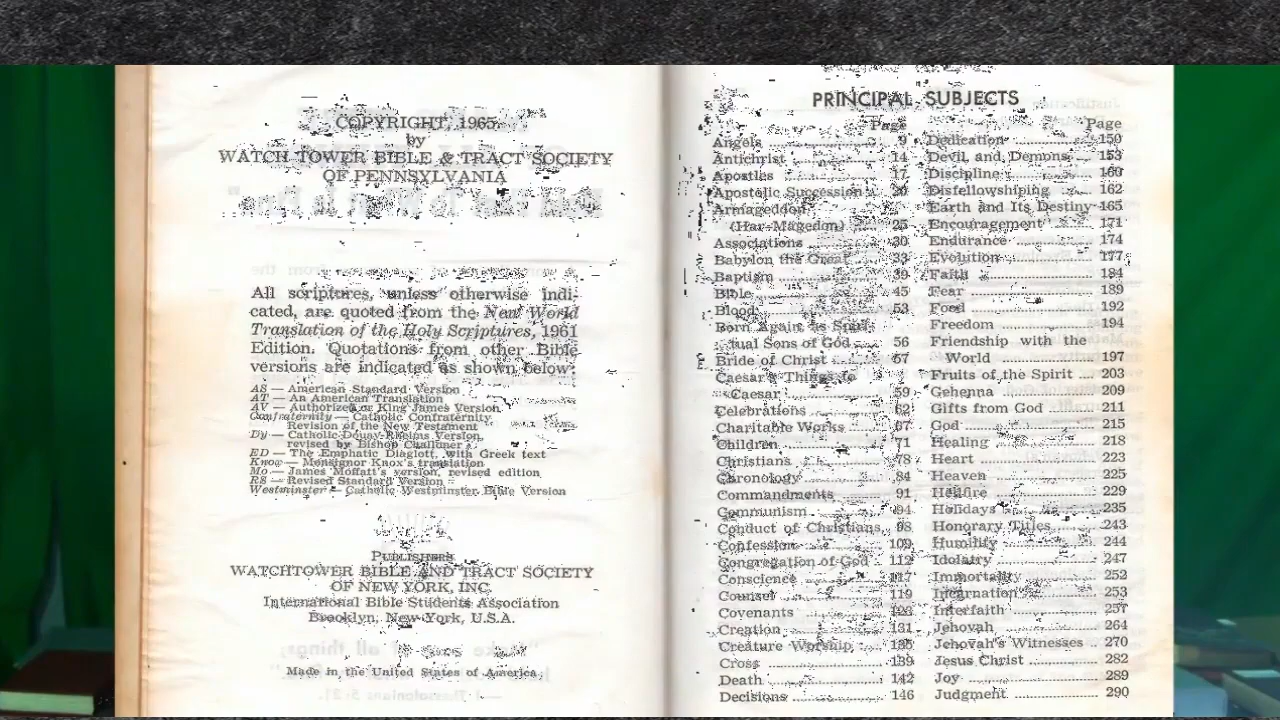 COPYRIGHT, 1965
by
WATCH TOWER BIBLE & TRACT SOCIETY
OF PENNSYLVANIA
All scriptures, unless otherwise indi-
cated, are quoted from the New World
Translation of the Holy Scriptures, 1961
Edition. Quotations from other Bible
versions are indicated as shown below:
AS — American Standard Version
AT — An American Translation
AV — Authorized or King James Version
Confraternity — Catholic Confraternity
Revision of the New Testament
Dy — Catholic Douay-Rheims Version,
revised by Bishop Challoner
ED — The Emphatic Diaglott, with Greek text
Knox — Monsignor Knox's translation
Mo — James Moffatt's version, revised edition
RS — Revised Standard Version
Westminster — Catholic Westminster Bible Version
PUBLISHERS
WATCHTOWER BIBLE AND TRACT SOCIETY
OF NEW YORK, INC.
International Bible Students Association
Brooklyn, New York, U.S.A.
Made in the United States of America
PRINCIPAL SUBJECTS
Page
Angels 9
Antichrist 14
Apostles 17
Apostolic Succession 20
Armageddon
(Har–Magedon) 25
Associations 30
Babylon the Great 33
Baptism 39
Bible 45
Blood 53
Born Again as Spir-
itual Sons of God 56
Bride of Christ 57
Caesar's Things to
Caesar 59
Celebrations 62
Charitable Works 67
Children 71
Christians 78
Chronology 84
Commandments 91
Communism 94
Conduct of Christians 98
Confession 109
Congregation of God 112
Conscience 117
Counsel 119
Covenants
Creation 131
Creature Worship 135
Cross 139
Death 142
Decisions 146
Page
Dedication 150
Devil and Demons 153
Discipline 160
Disfellowshiping 162
Earth and Its Destiny 165
Encouragement 171
Endurance 174
Evolution 177
Faith 184
Fear 189
Food 192
Freedom 194
Friendship with the
World 197
Fruits of the Spirit 203
Gehenna 209
Gifts from God 211
God 215
Healing 218
Heart 223
Heaven 225
Hellfire 229
Holidays 235
Honorary Titles 243
Humility 244
Idolatry 247
Immortality 252
Incarnation 253
Interfaith 257
Jehovah 264
Jehovah's Witnesses 270
Jesus Christ 282
Joy 289
Judgment 290